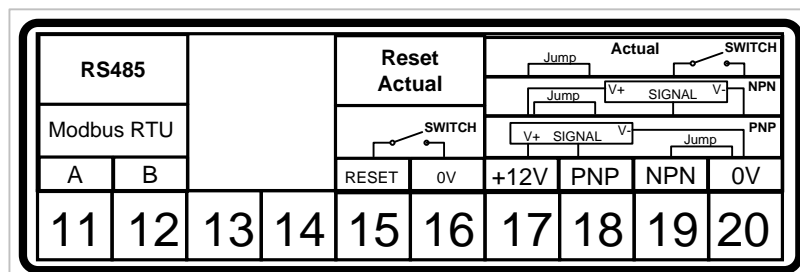 RS485
Modbus RTU
A B
Reset
Actual
SWITCH
RESET 0V
Jump Actual SWITCH
Jump V+ SIGNAL V- NPN
V+ SIGNAL V- Jump PNP
+12V PNP NPN 0V
11 12 13 14 15 16 17 18 19 20